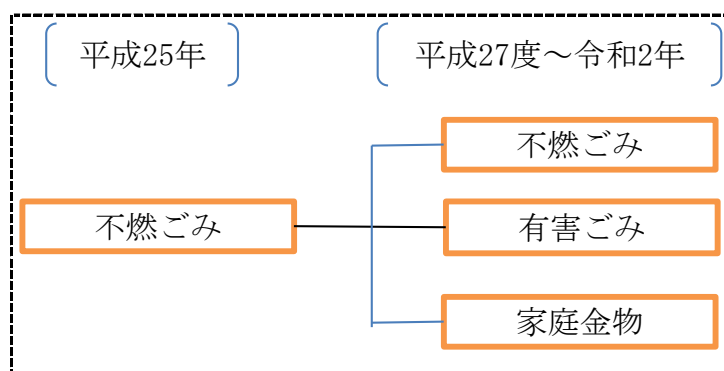 平成25年
平成27度～令和2年
不燃ごみ
不燃ごみ
有害ごみ
家庭金物